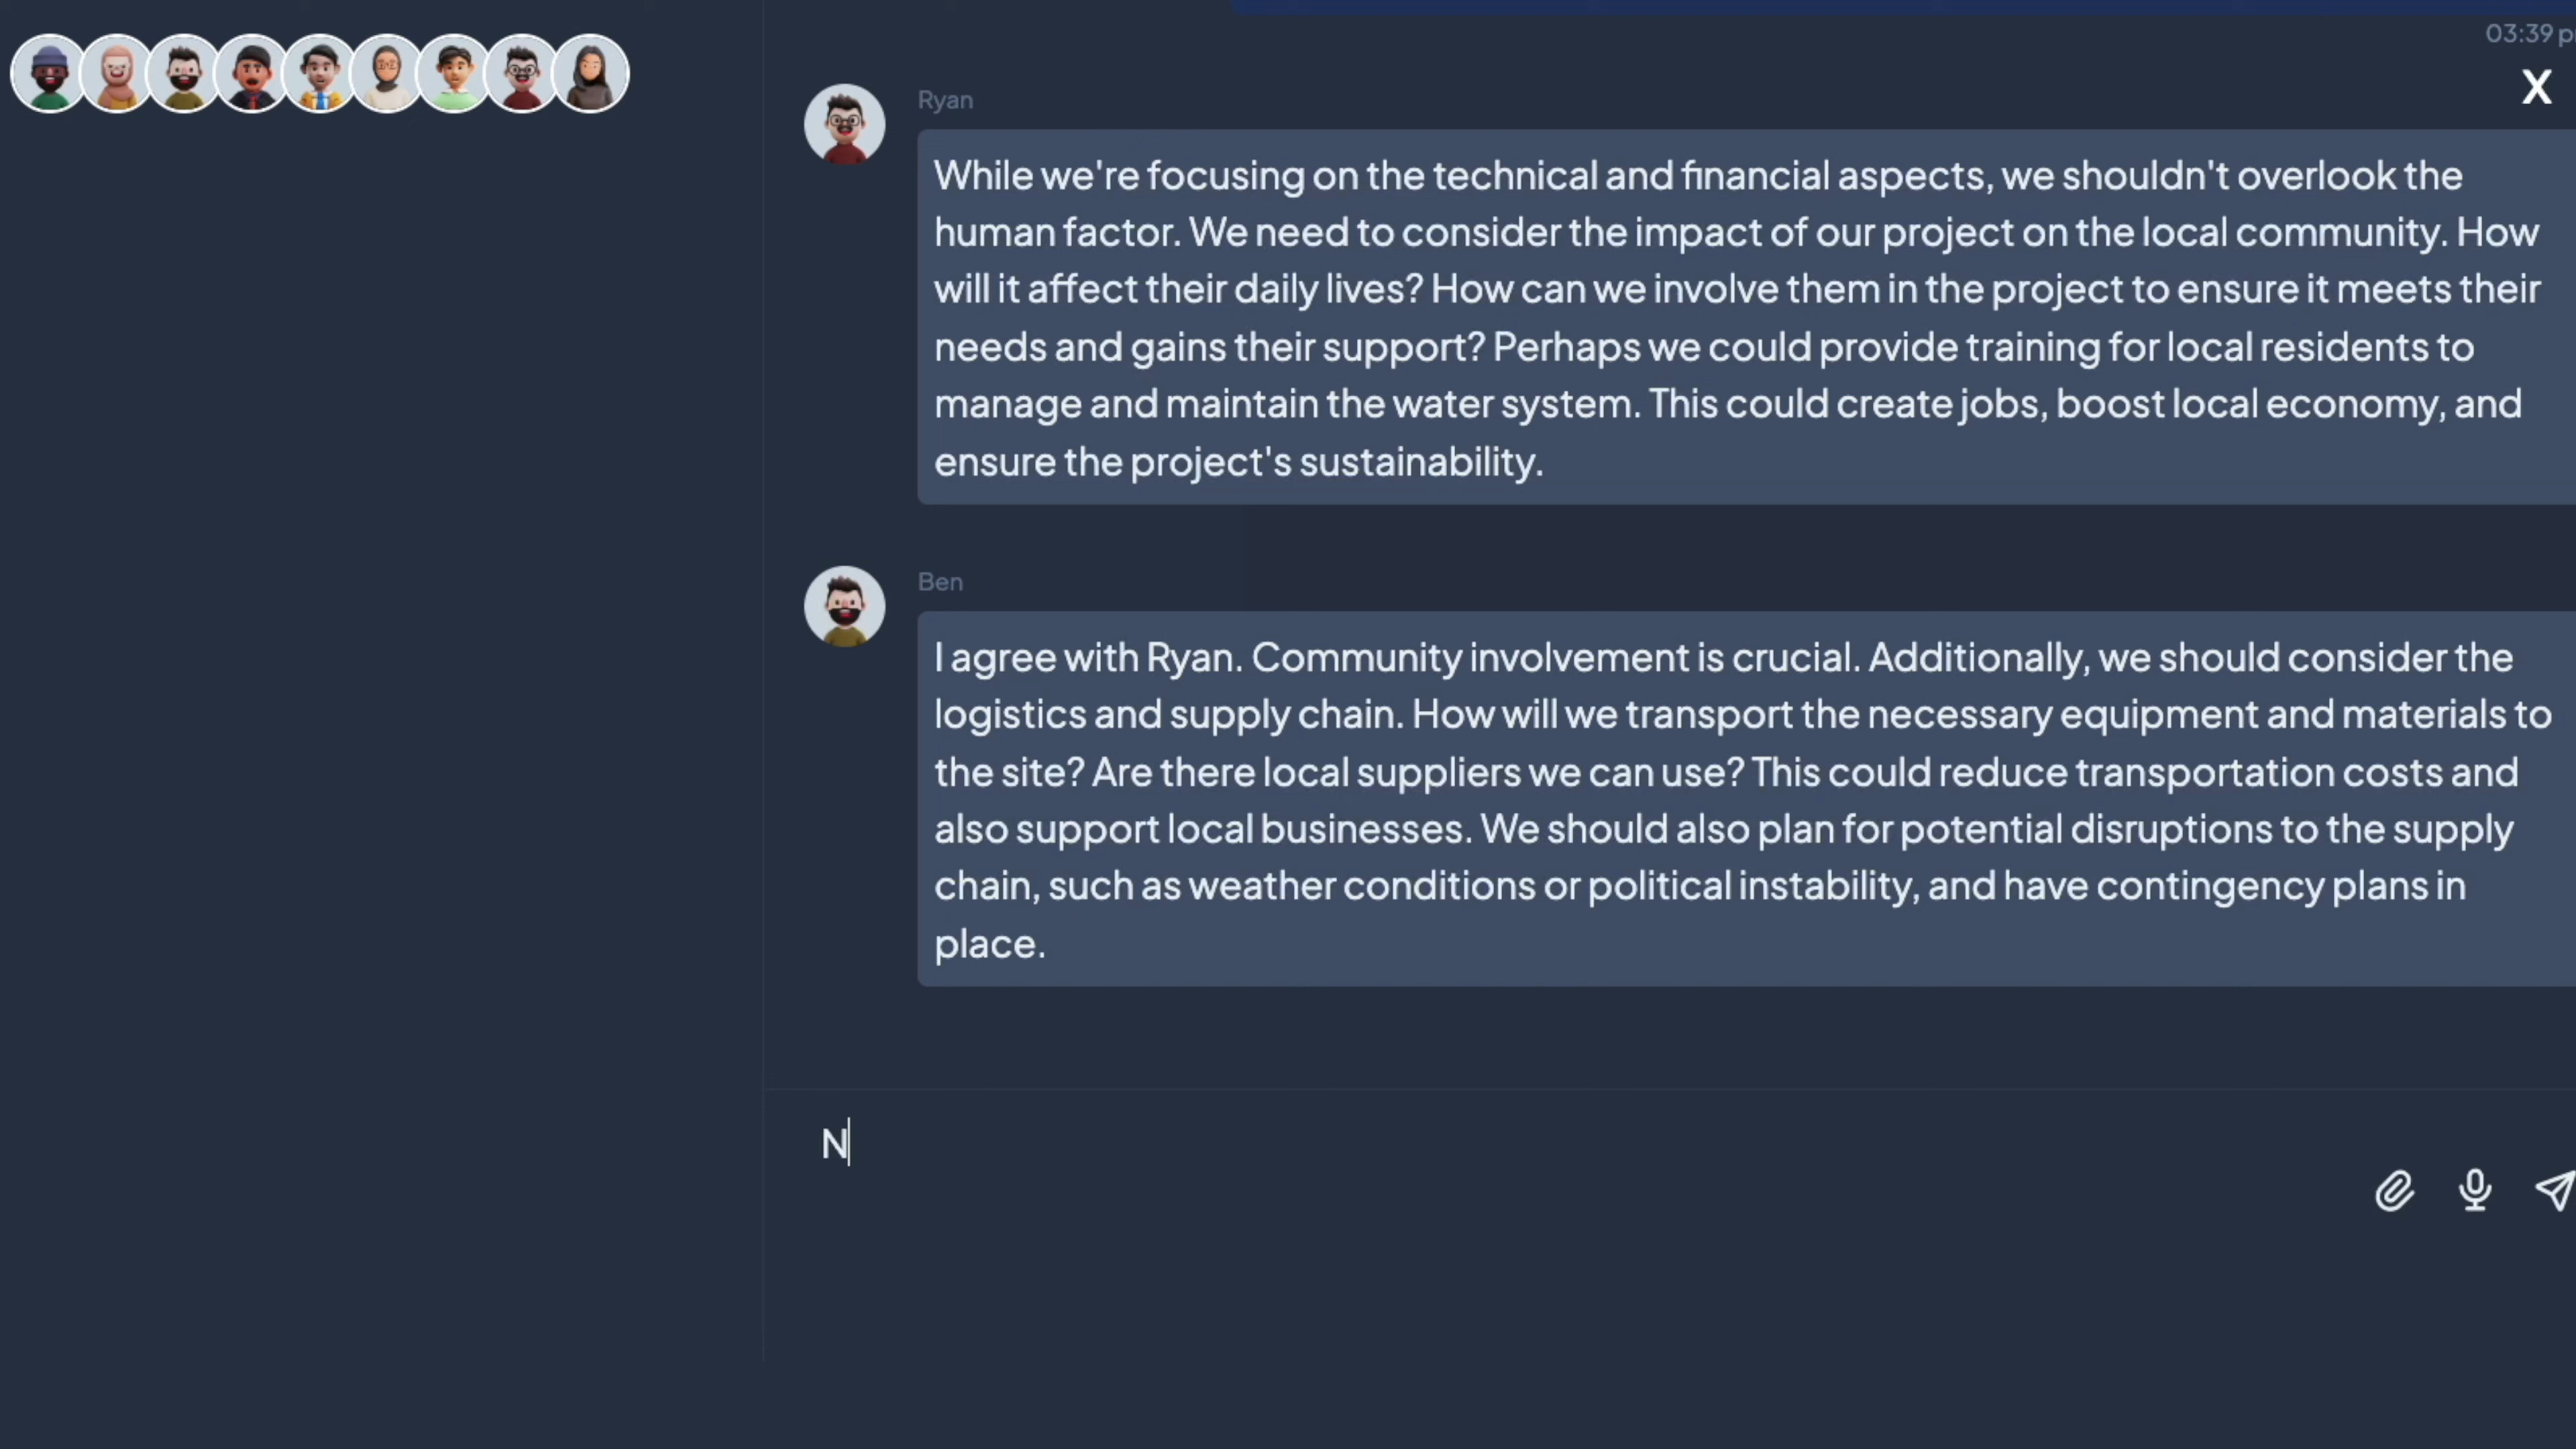 03:39 p
X
Ryan
While we're focusing on the technical and financial aspects, we shouldn't overlook the
human factor. We need to consider the impact of our project on the local community. How
will it affect their daily lives? How can we involve them in the project to ensure it meets their
needs and gains their support? Perhaps we could provide training for local residents to
manage and maintain the water system. This could create jobs, boost local economy, and
ensure the project's sustainability.
Ben
I agree with Ryan. Community involvement is crucial. Additionally, we should consider the
logistics and supply chain. How will we transport the necessary equipment and materials to
the site? Are there local suppliers we can use? This could reduce transportation costs and
also support local businesses. We should also plan for potential disruptions to the supply
chain, such as weather conditions or political instability, and have contingency plans in
place.
N